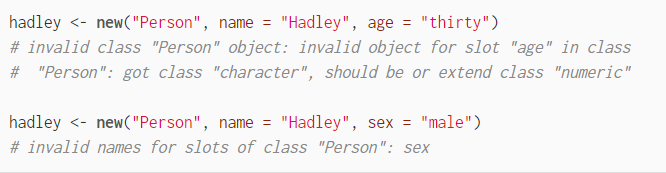 hadley <- new("Person", name = "Hadley", age = "thirty")
# invalid class "Person" object: invalid object for slot "age" in class
#  "Person": got class "character", should be or extend class "numeric"
hadley <- new("Person", name = "Hadley", sex = "male")
# invalid names for slots of class "Person": sex